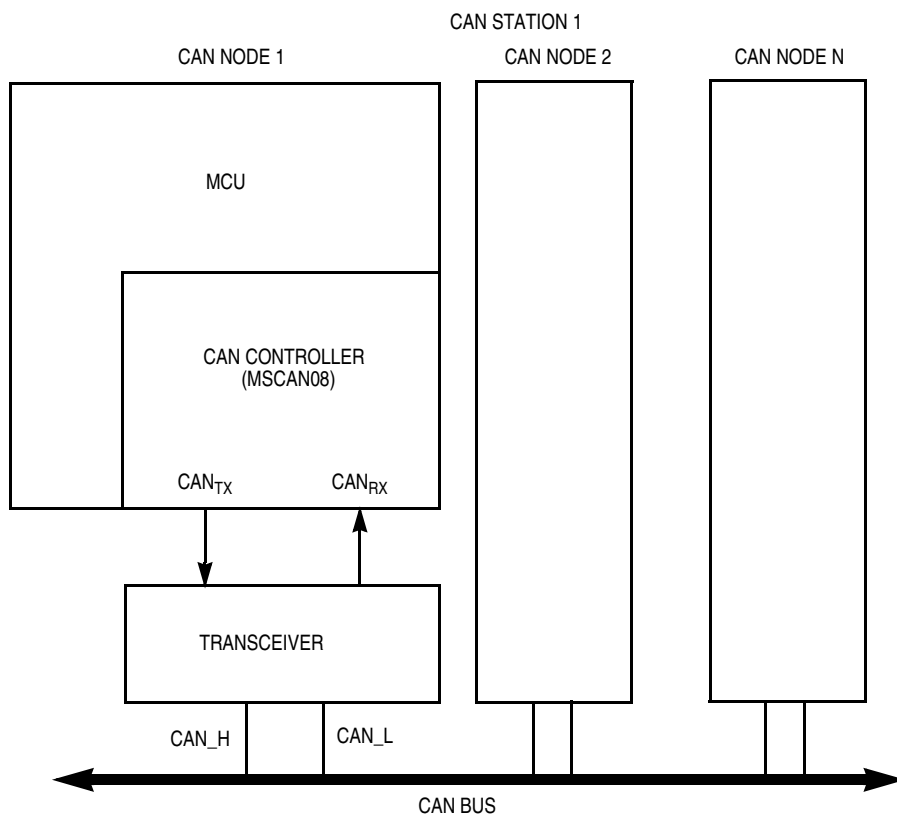 CAN STATION 1
CAN NODE 1
CAN NODE 2
CAN NODE N
MCU
CAN CONTROLLER
(MSCAN08)
CANTX
CANRX
TRANSCEIVER
CAN_H
CAN_L
CAN BUS